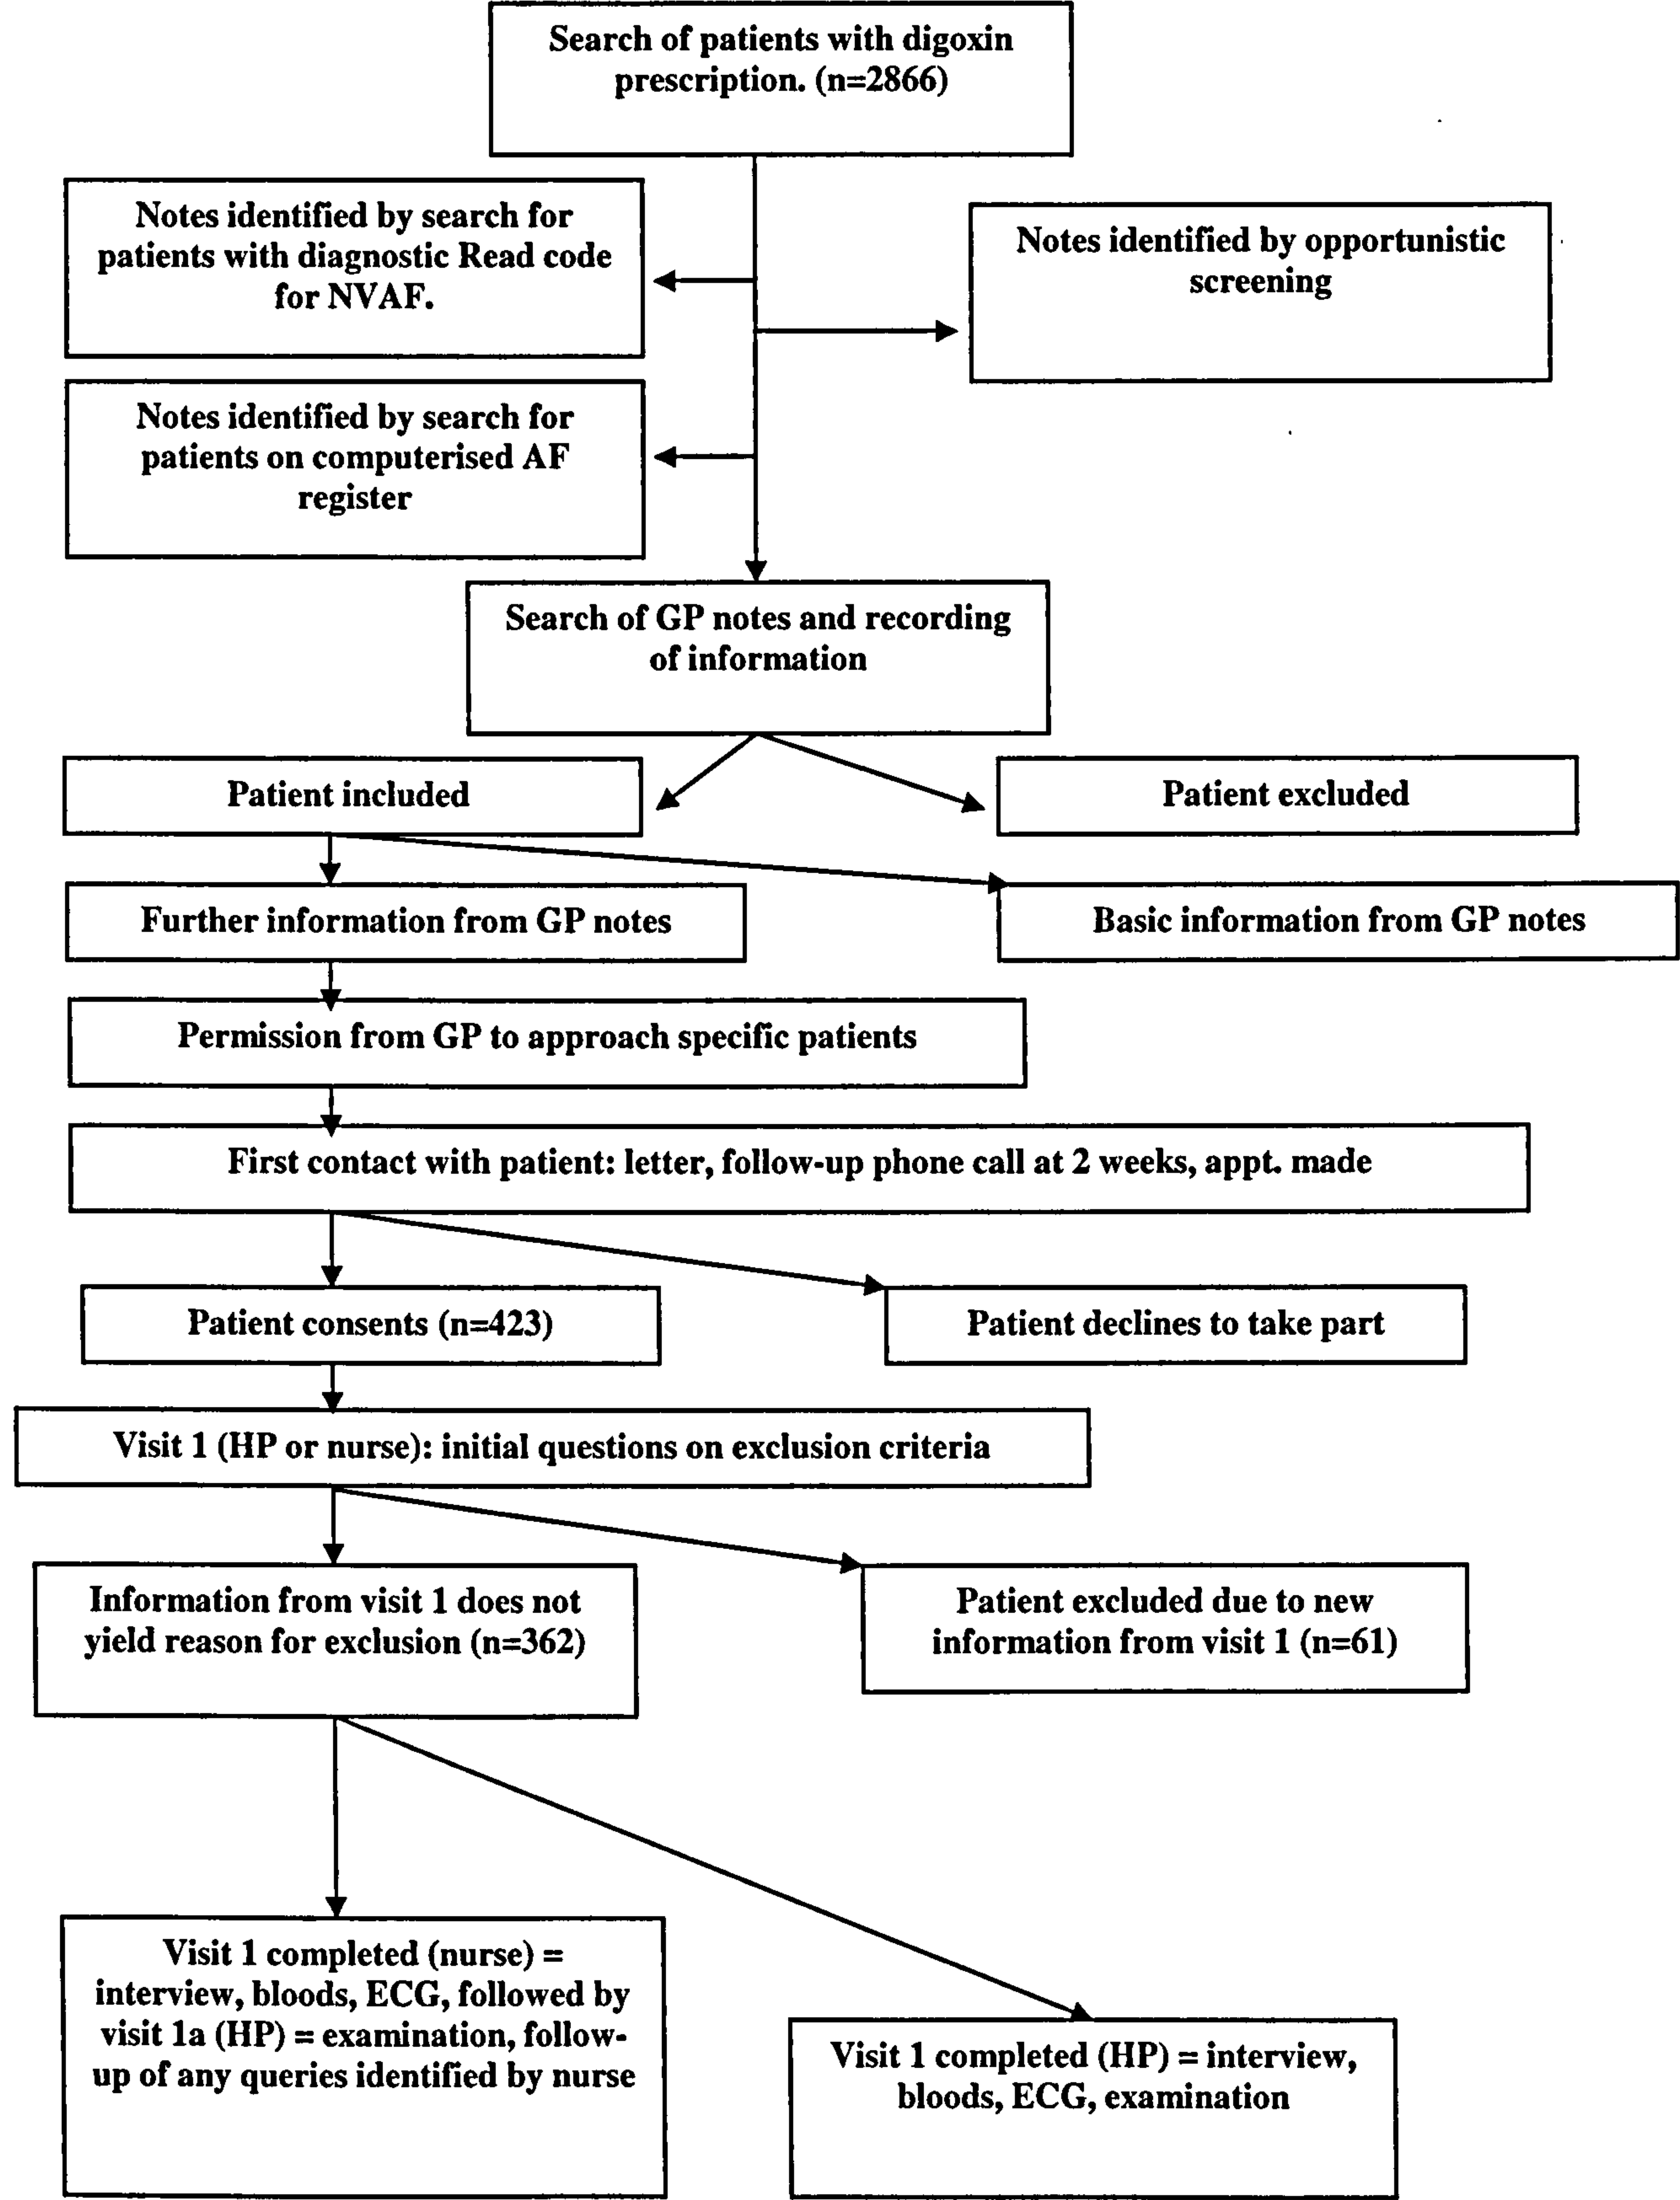 Search of patients with digoxin
prescription. (n=2866)
Notes identified by search for
patients with diagnostic Read code
for NVAF.
Notes identified by opportunistic
screening
Notes identified by search for
patients on computerised AF
register
Search of GP notes and recording
of information
Patient included
Patient excluded
Further information from GP notes
Basic information from GP notes
Permission from GP to approach specific patients
First contact with patient: letter, follow-up phone call at 2 weeks, appt. made
Patient consents (n=423)
Patient declines to take part
Visit 1 (HP or nurse): initial questions on exclusion criteria
Information from visit 1 does not
yield reason for exclusion (n=362)
Patient excluded due to new
information from visit 1 (n=61)
Visit 1 completed (nurse) =
interview, bloods, ECG, followed by
visit 1a (HP) = examination, follow-
up of any queries identified by nurse
Visit 1 completed (HP) = interview,
bloods, ECG, examination